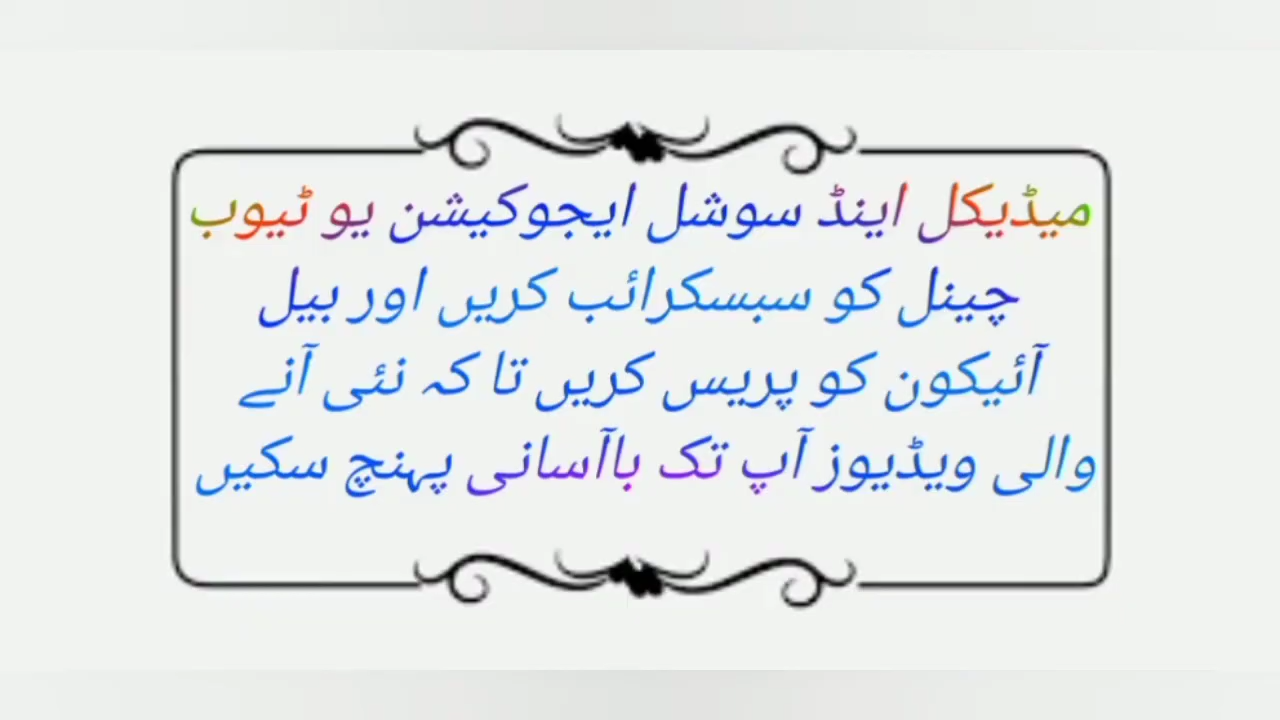 میڈیکل اینڈ سوشل ایجوکیشن یو ٹیوب
چینل کو سبسکرائب کریں اور بیل
آئیکون کو پریس کریں تا کہ نئی آنے
والی ویڈیوز آپ تک باآسانی پہنچ سکیں